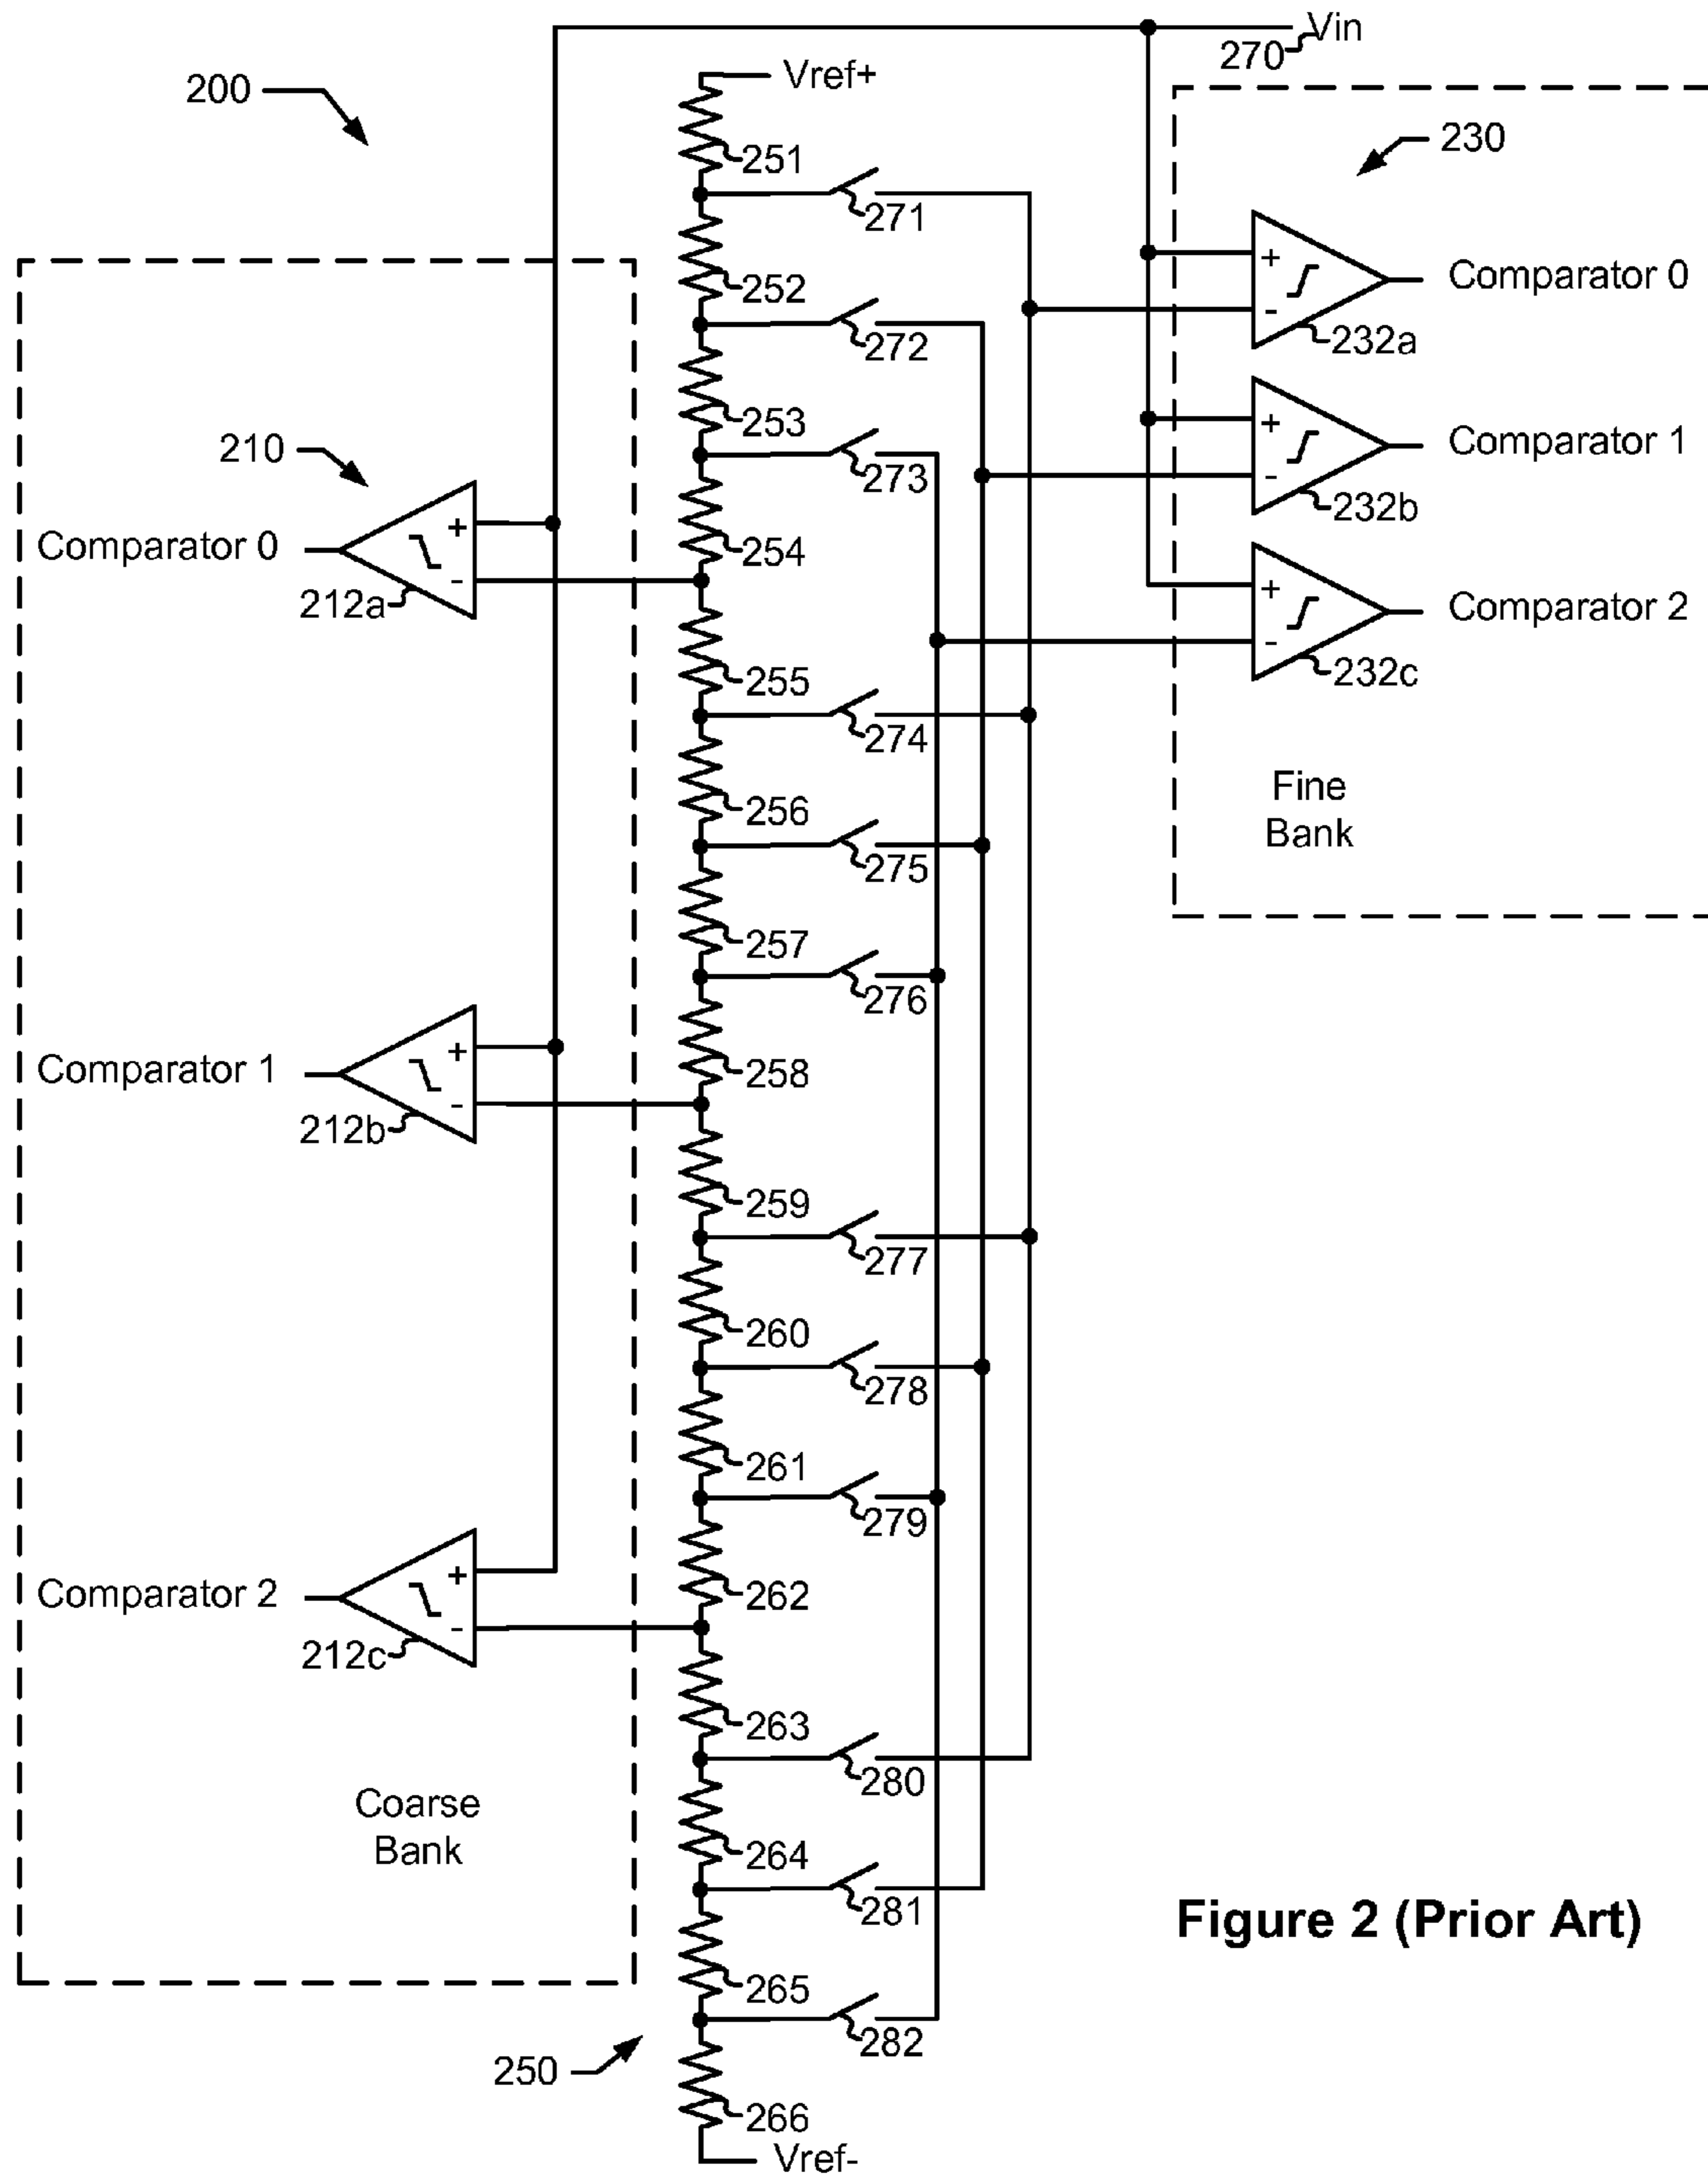 Vin
270
Vref+
200
230
251
271
Comparator 0
+
-
232a
252
272
Comparator 1
+
-
232b
253
273
210
Comparator 0
+
-
212a
254
Comparator 2
+
-
232c
255
274
Fine
Bank
256
275
257
276
Comparator 1
+
-
212b
258
259
277
260
278
261
279
Comparator 2
+
-
212c
262
263
280
Coarse
Bank
264
281
Figure 2 (Prior Art)
265
282
250
266
Vref-